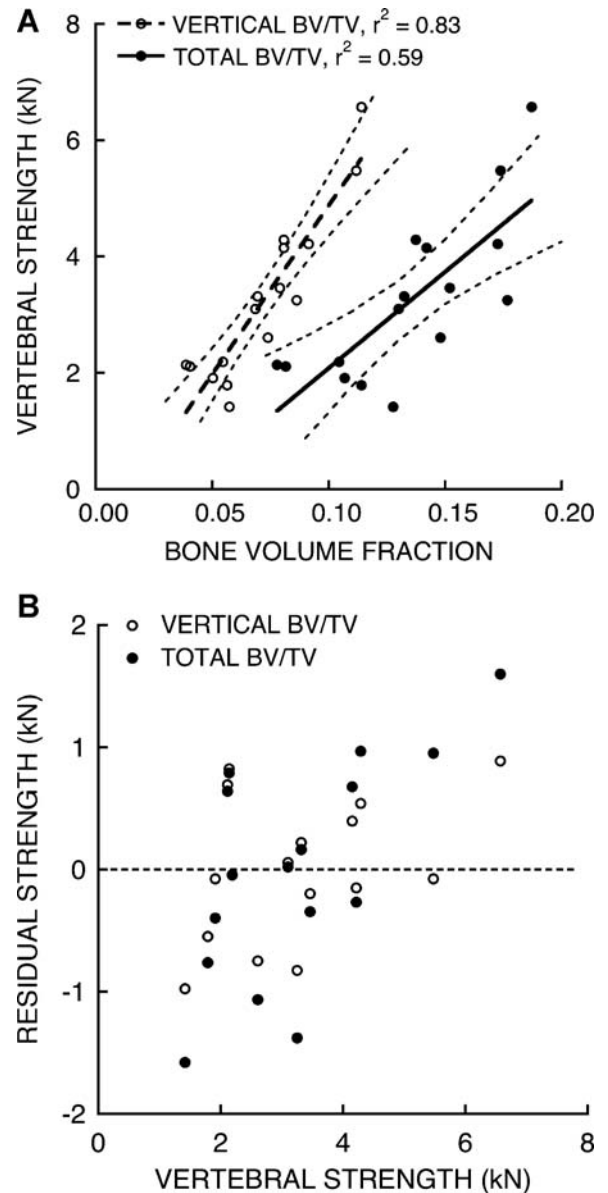 A
VERTICAL BV/TV, r² = 0.83
TOTAL BV/TV, r² = 0.59
VERTEBRAL STRENGTH (kN)
8
6
4
2
0
0.00 0.05 0.10 0.15 0.20
BONE VOLUME FRACTION
B
VERTICAL BV/TV
TOTAL BV/TV
RESIDUAL STRENGTH (kN)
2
1
0
-1
-2
0 2 4 6 8
VERTEBRAL STRENGTH (kN)